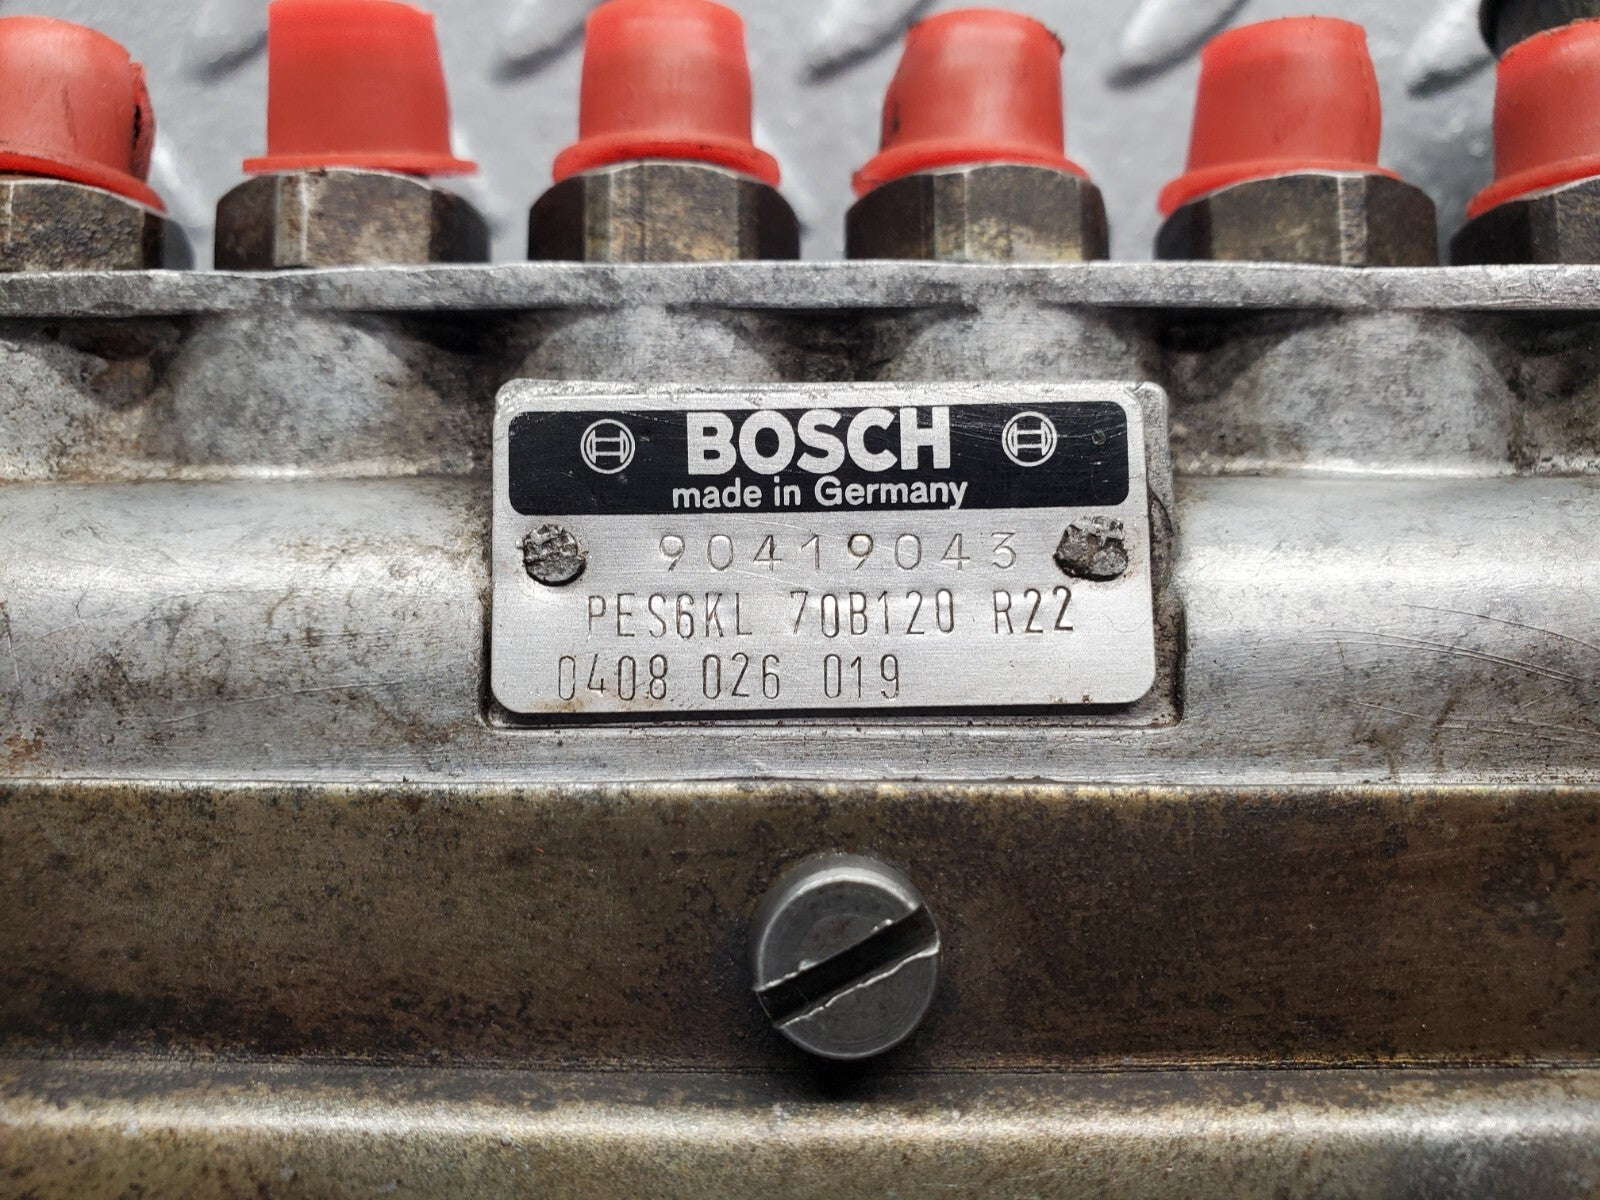 BOSCH
made in Germany
90419043
PES6KL 70B120 R22
0408 026 019